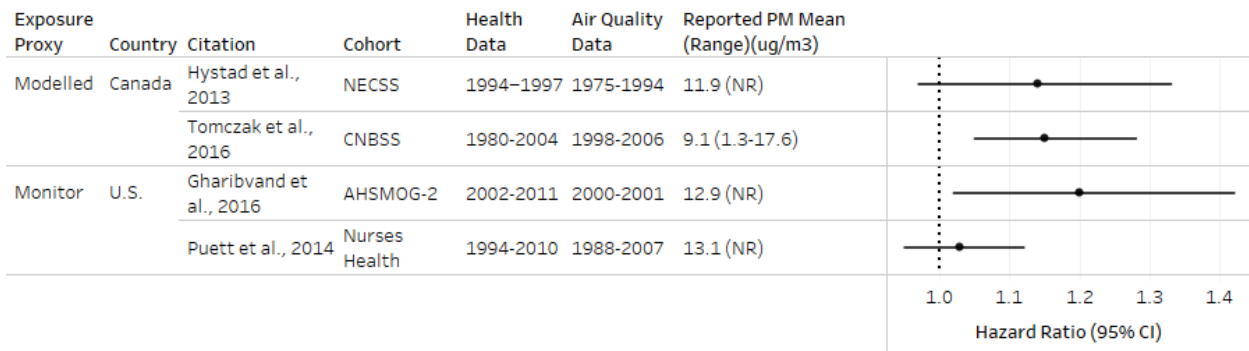 Exposure Proxy Country Citation Cohort Health Data Air Quality Data Reported PM Mean (Range)(ug/m3)
Modelled Canada Hystad et al., 2013 NECSS 1994–1997 1975-1994 11.9 (NR)
Tomczak et al., 2016 CNBSS 1980-2004 1998-2006 9.1 (1.3-17.6)
Monitor U.S. Gharibvand et al., 2016 AHSMOG-2 2002-2011 2000-2001 12.9 (NR)
Puett et al., 2014 Nurses Health 1994-2010 1988-2007 13.1 (NR)
1.0 1.1 1.2 1.3 1.4
Hazard Ratio (95% CI)